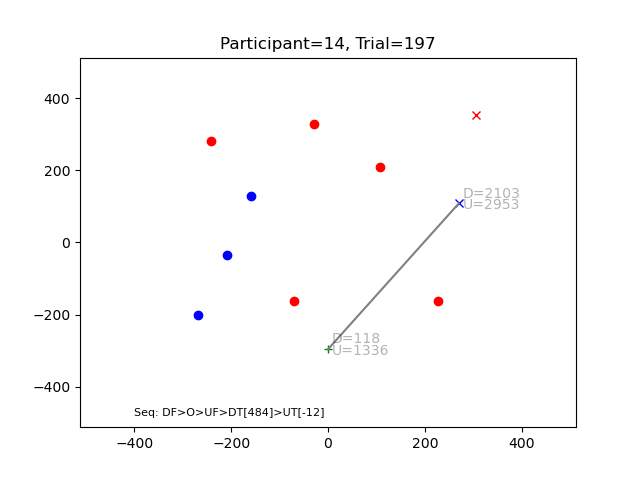 Participant=14, Trial=197
400
200
0
−200
−400
D=2103
U=2953
D=118
U=1336
Seq: DF>O>UF>DT[484]>UT[-12]
−400
−200
0
200
400